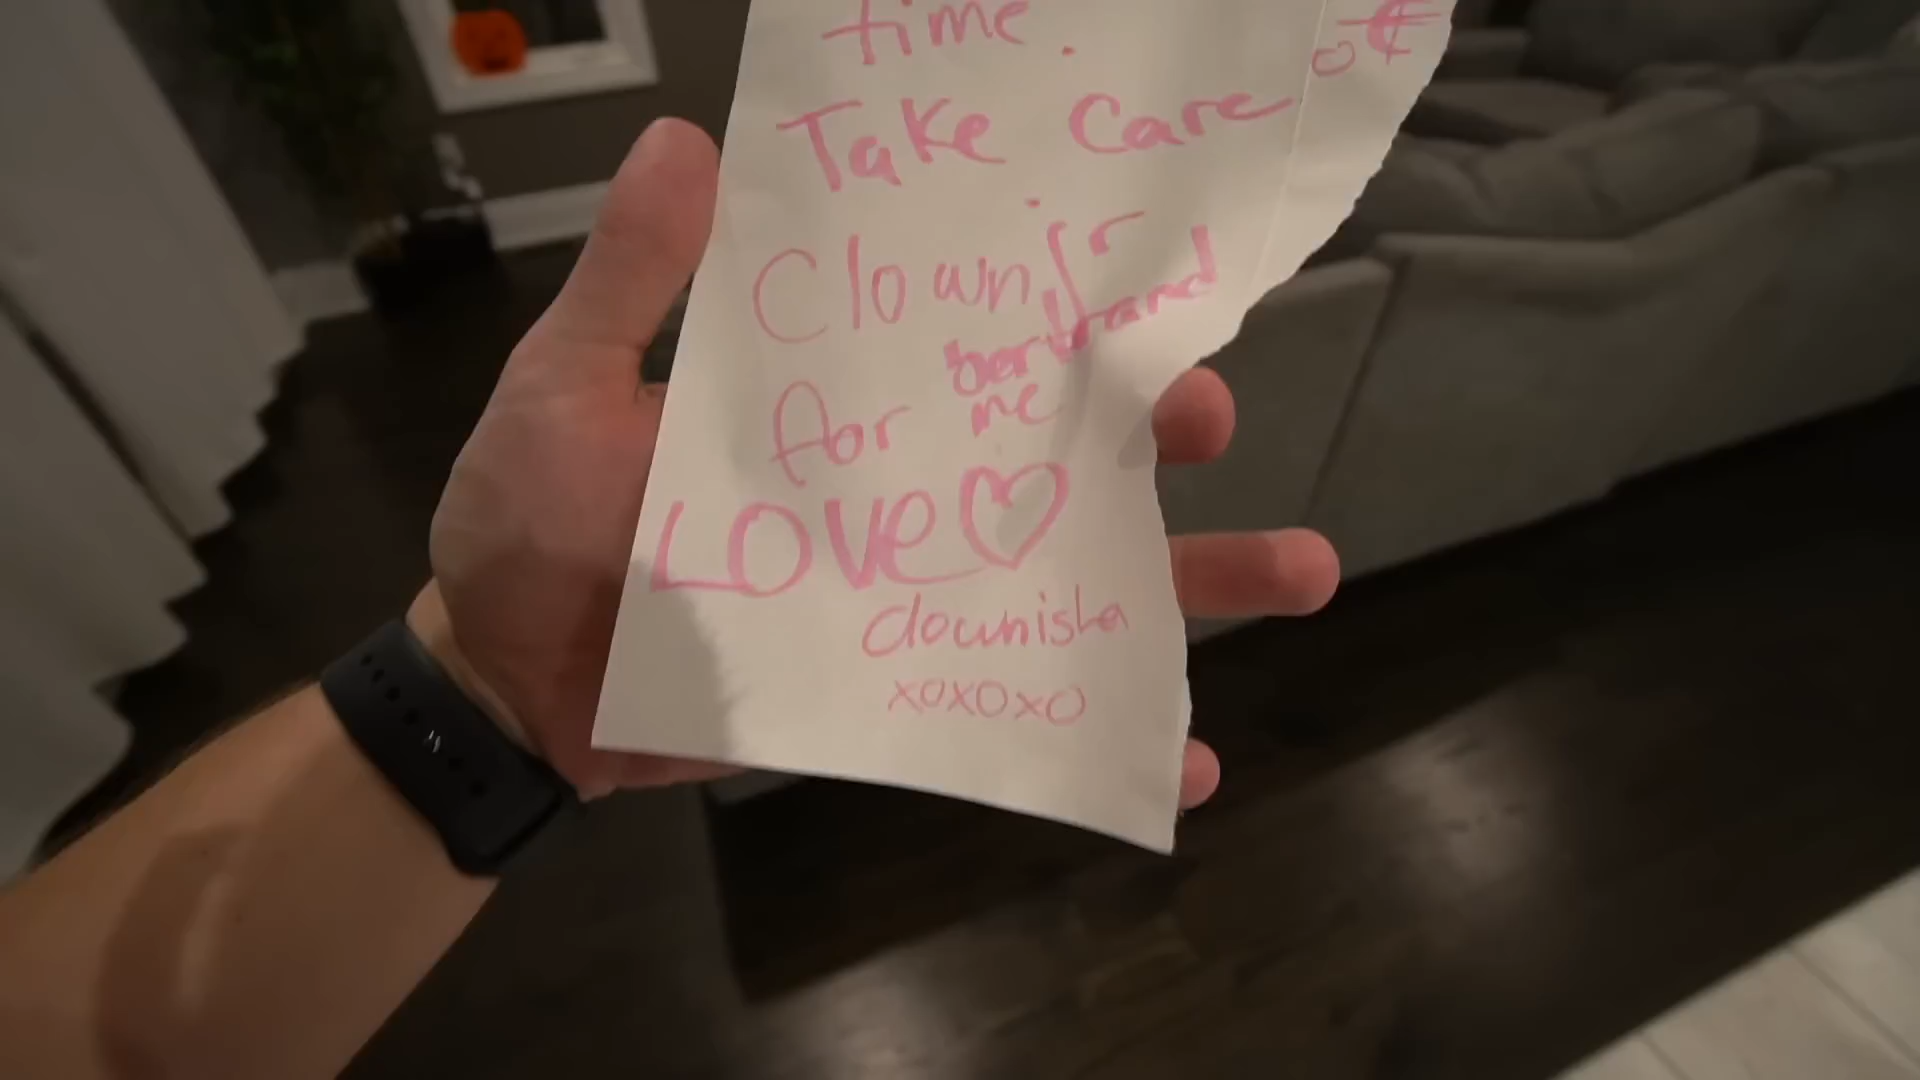 time.
Take Care of
Clown jr
bertrand
for me
LOVE
clownisha
xoxoxo